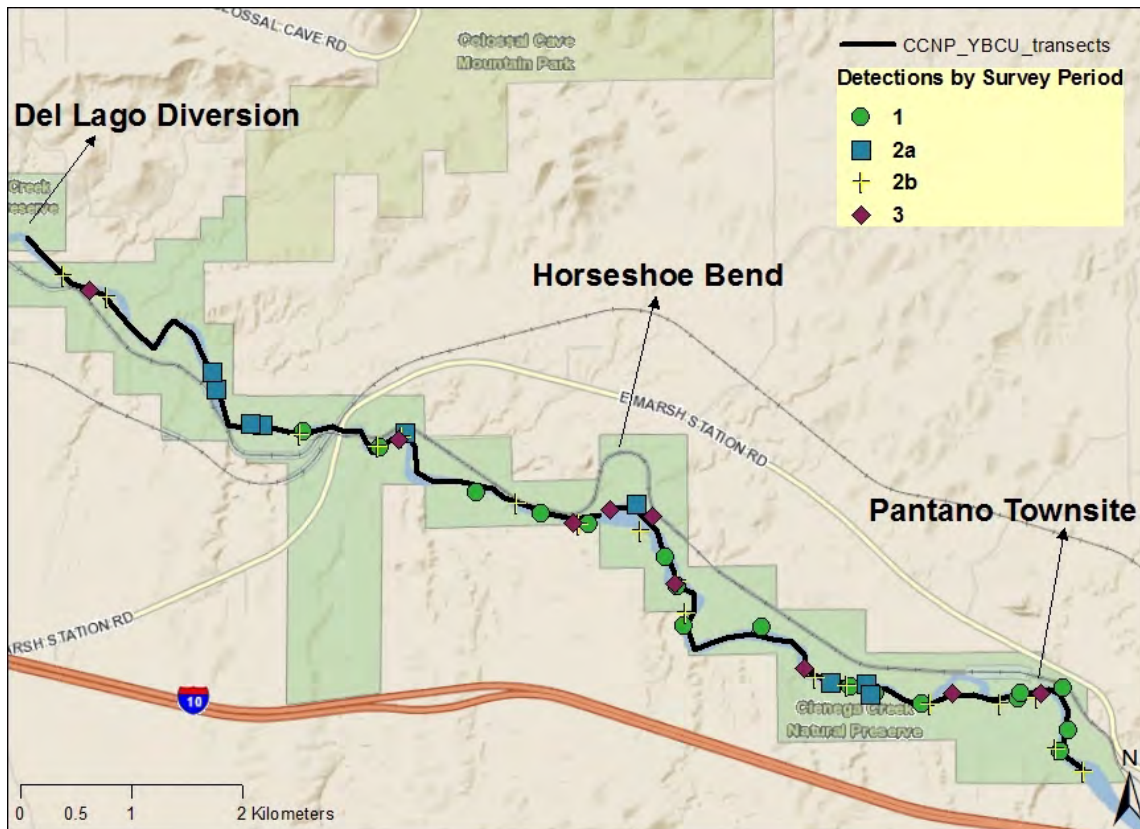 COLOSSAL CAVE RD
Colossal Cave
Mountain Park
CCNP_YBCU_transects
Detections by Survey Period
1
2a
2b
3
Del Lago Diversion
Creek
Horseshoe Bend
E MARSH STATION RD
Pantano Townsite
MARSH STATION RD
10
Cienega Creek
Natural Preserve
N
0 0.5 1 2 Kilometers